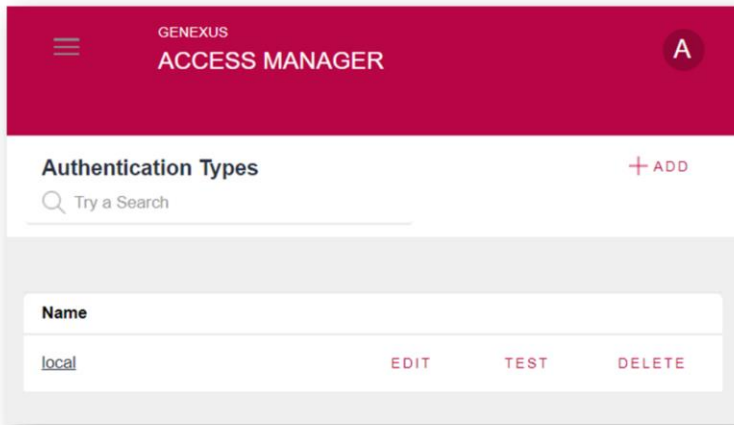 GENEXUS
ACCESS MANAGER
A
Authentication Types
ADD
Try a Search
Name
local EDIT TEST DELETE